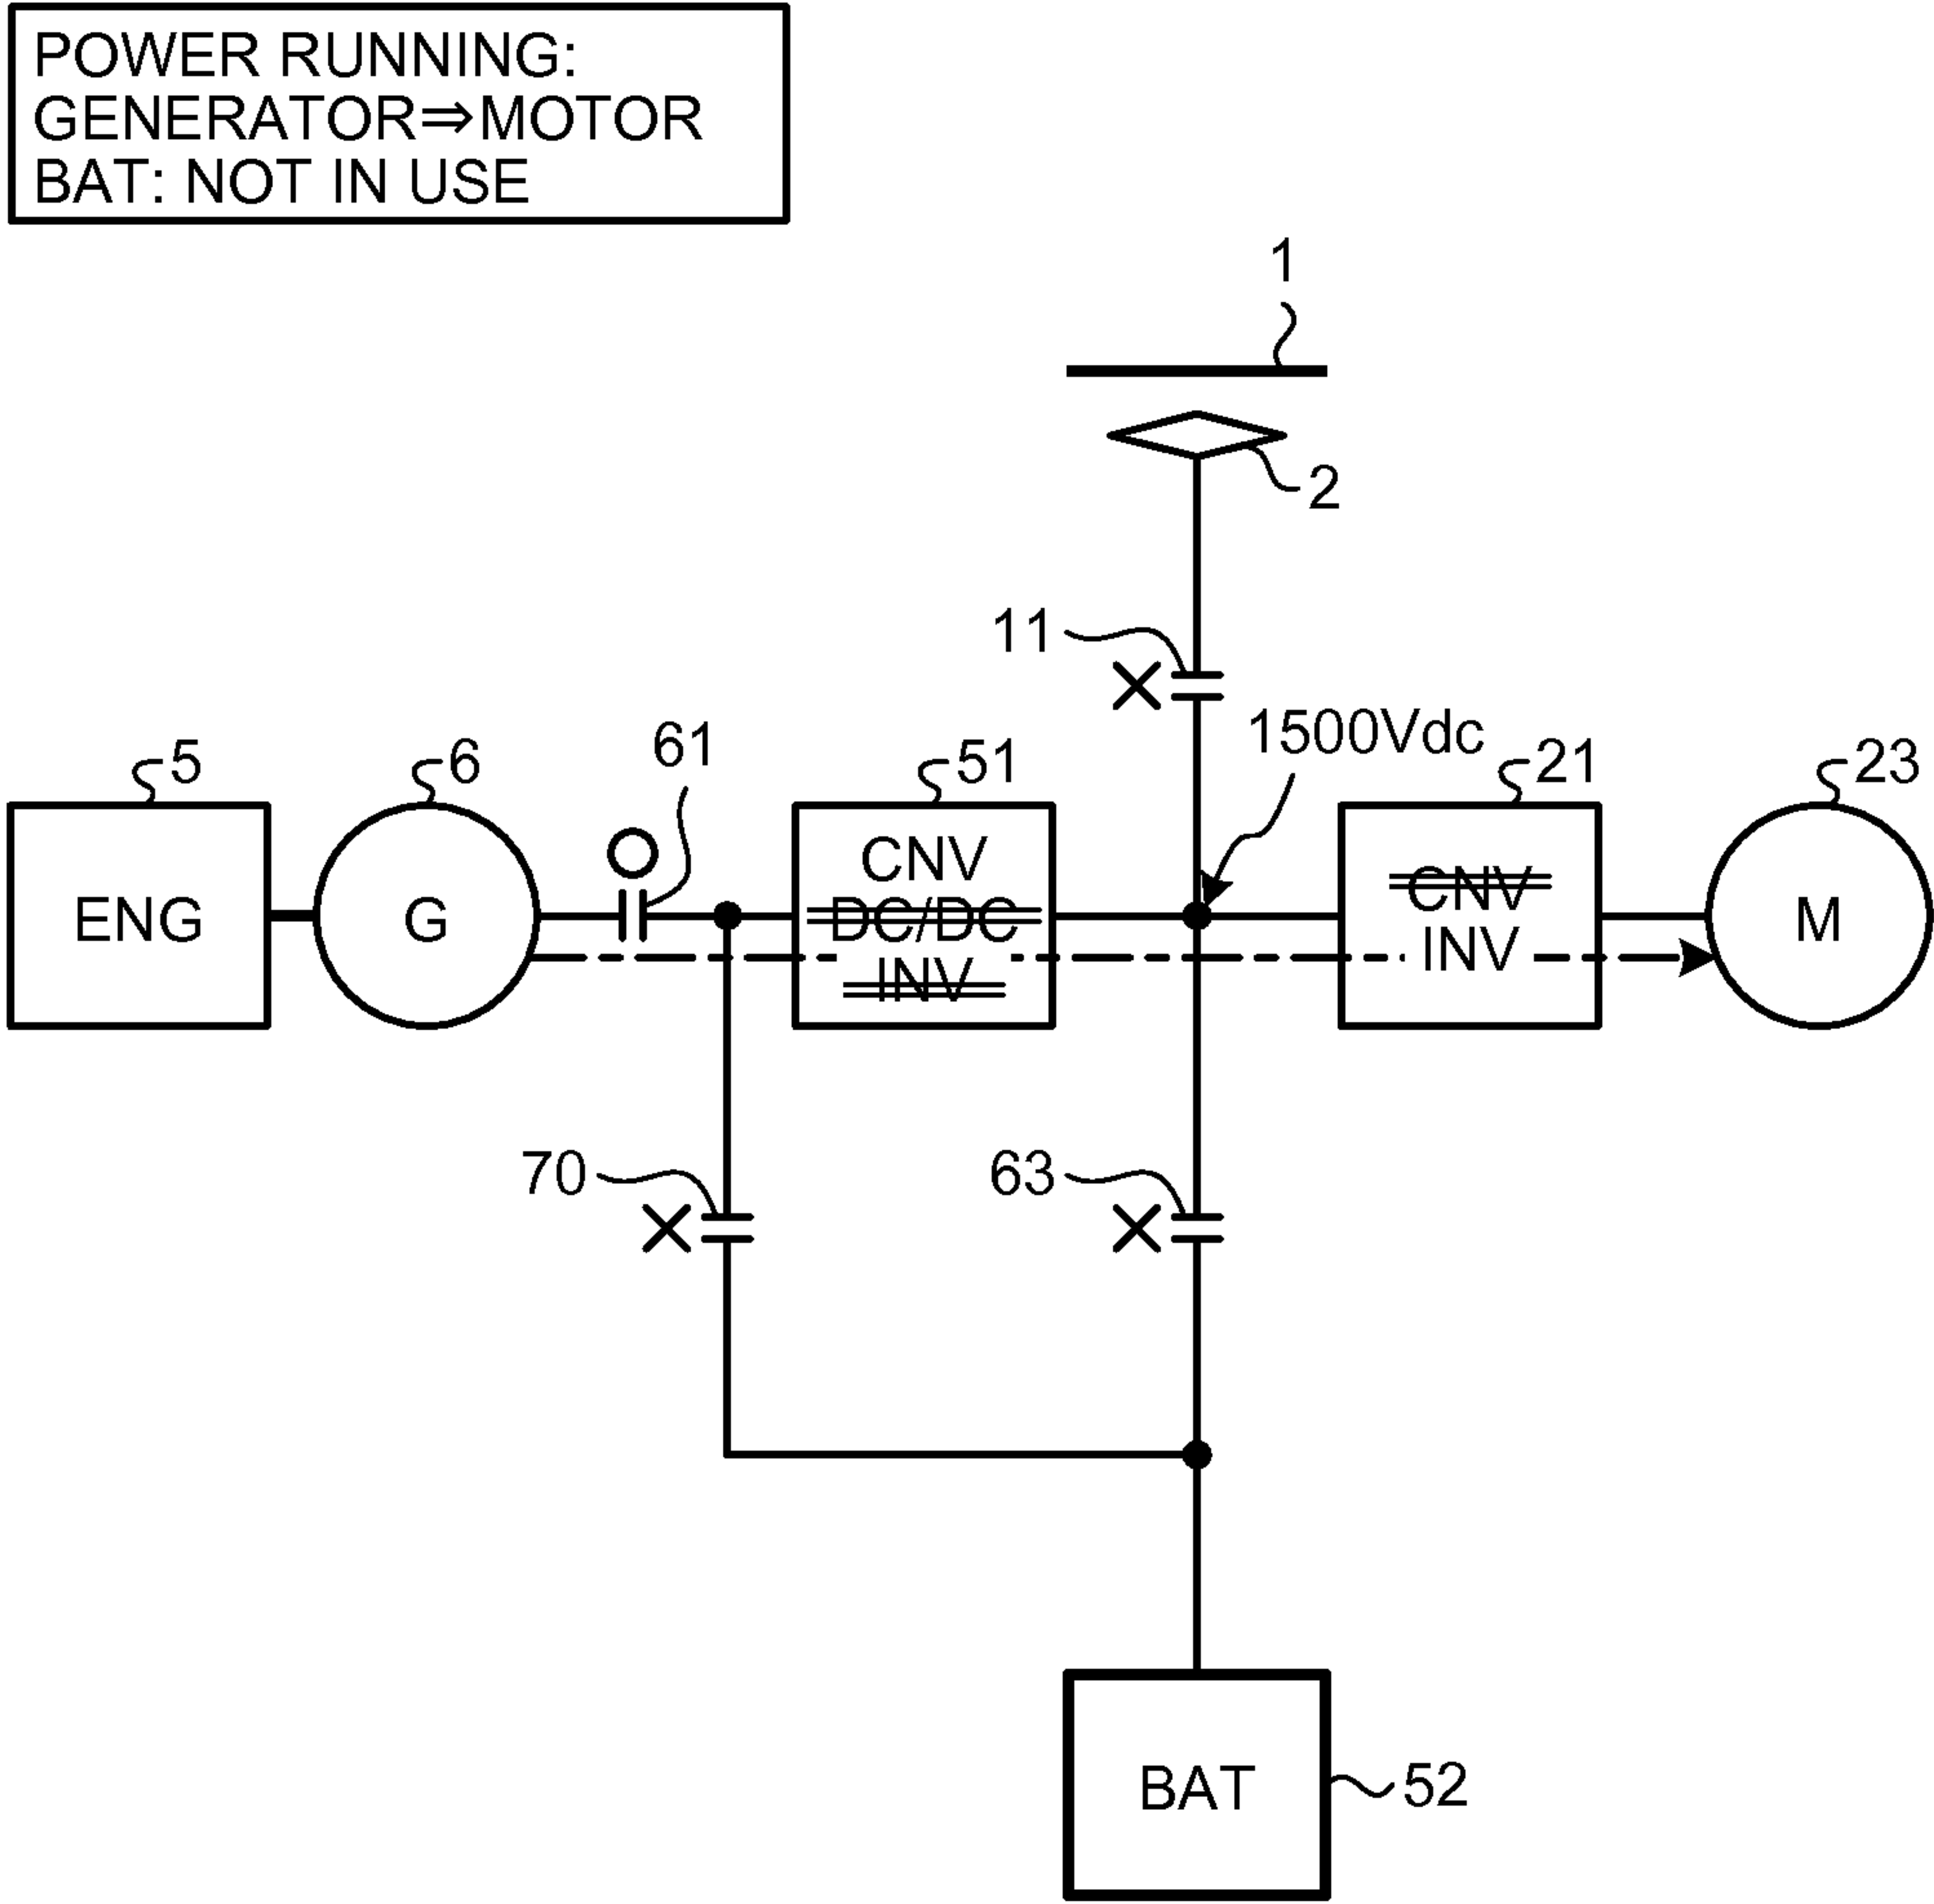 POWER RUNNING:
GENERATOR⇒MOTOR
BAT: NOT IN USE
1
2
11
1500Vdc
5
6
61
51
21
23
ENG
G
CNV
DC/DC
INV
CNV
INV
M
70
63
BAT
52